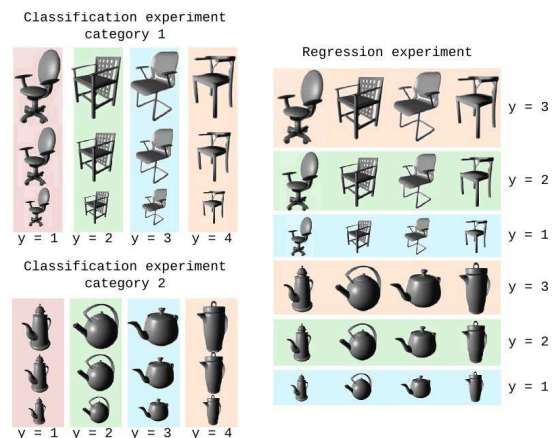 Classification experiment
category 1
y = 1 y = 2 y = 3 y = 4
Classification experiment
category 2
y = 1 y = 2 y = 3 y = 4
Regression experiment
y = 3
y = 2
y = 1
y = 3
y = 2
y = 1